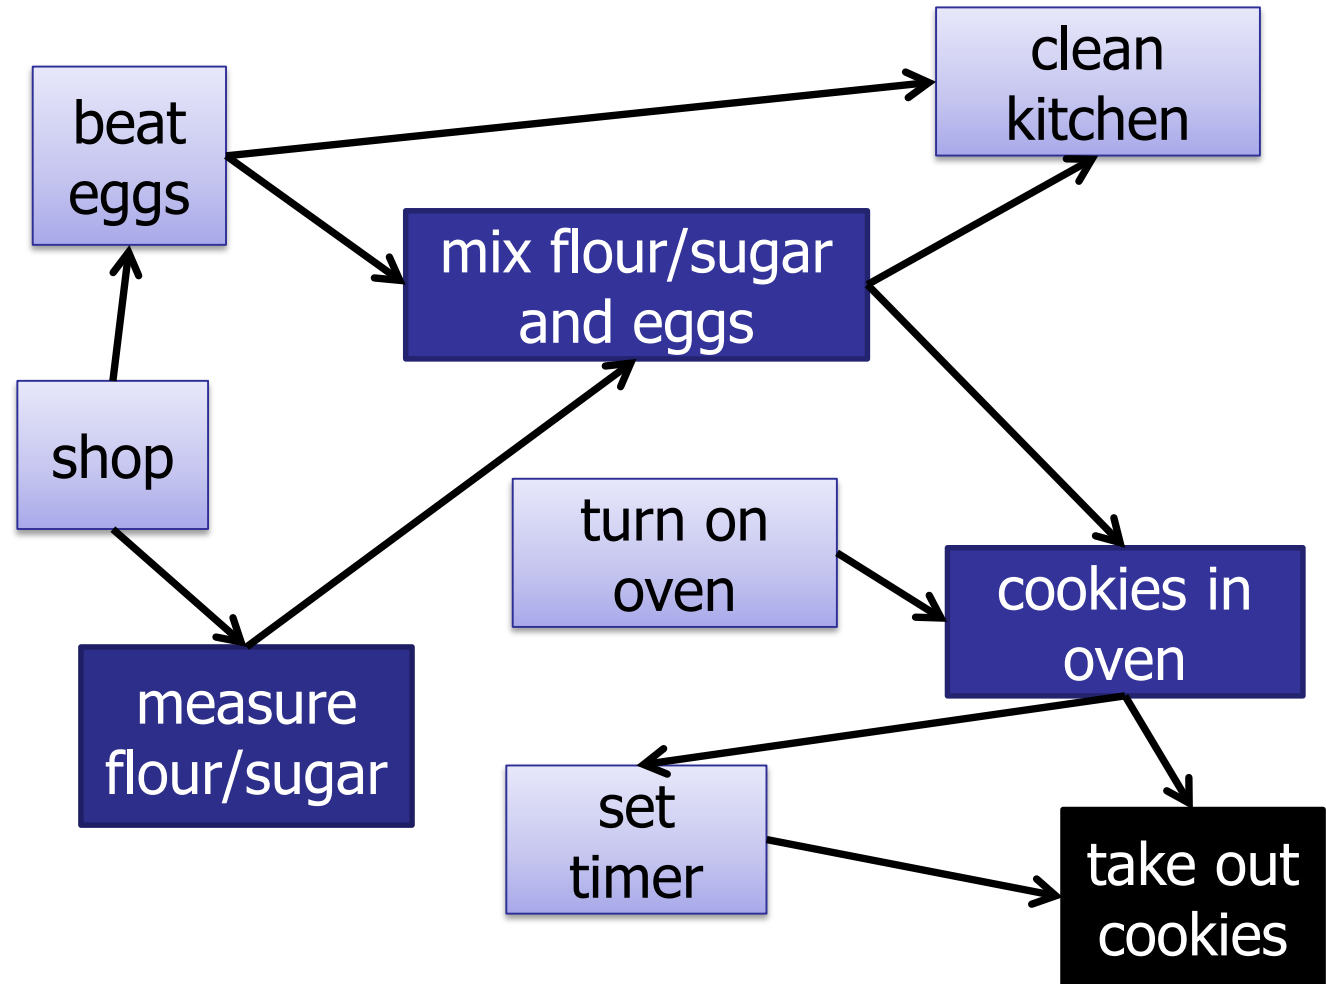 beat
eggs
clean
kitchen
mix flour/sugar
and eggs
shop
turn on
oven
cookies in
oven
measure
flour/sugar
set
timer
take out
cookies